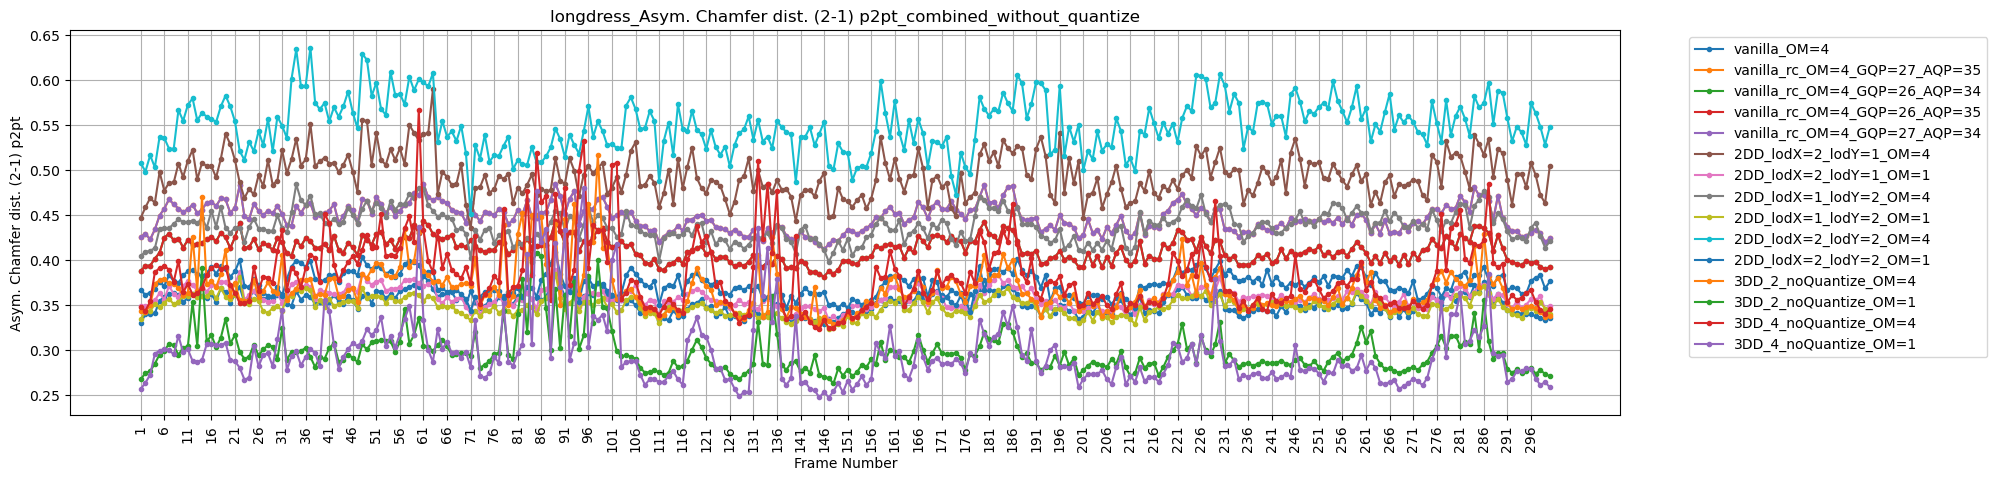 longdress_Asym. Chamfer dist. (2-1) p2pt_combined_without_quantize
Asym. Chamfer dist. (2-1) p2pt
0.65
0.60
0.55
0.50
0.45
0.40
0.35
0.30
0.25
1 6 11 16 21 26 31 36 41 46 51 56 61 66 71 76 81 86 91 96 101 106 111 116 121 126 131 136 141 146 151 156 161 166 171 176 181 186 191 196 201 206 211 216 221 226 231 236 241 246 251 256 261 266 271 276 281 286 291 296
Frame Number
vanilla_OM=4
vanilla_rc_OM=4_GQP=27_AQP=35
vanilla_rc_OM=4_GQP=26_AQP=34
vanilla_rc_OM=4_GQP=26_AQP=35
vanilla_rc_OM=4_GQP=27_AQP=34
2DD_lodX=2_lodY=1_OM=4
2DD_lodX=2_lodY=1_OM=1
2DD_lodX=1_lodY=2_OM=4
2DD_lodX=1_lodY=2_OM=1
2DD_lodX=2_lodY=2_OM=4
2DD_lodX=2_lodY=2_OM=1
3DD_2_noQuantize_OM=4
3DD_2_noQuantize_OM=1
3DD_4_noQuantize_OM=4
3DD_4_noQuantize_OM=1